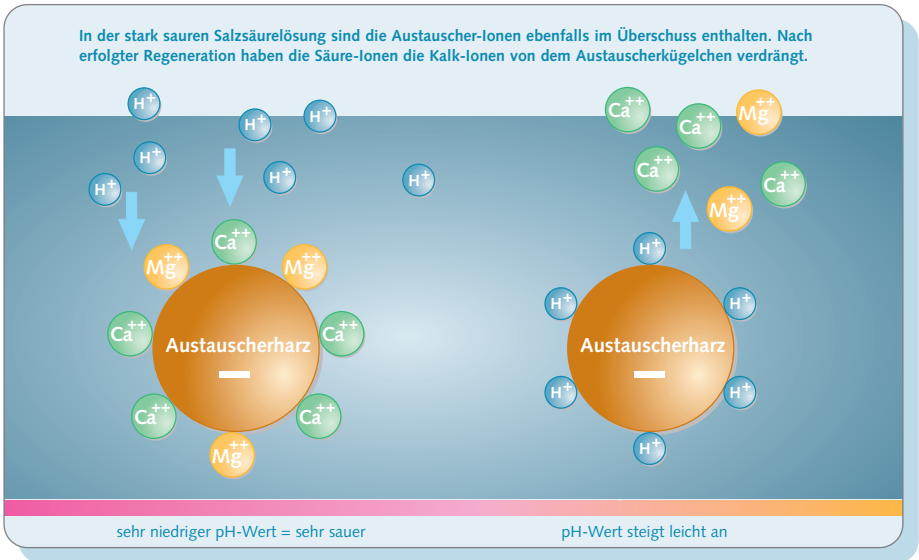 In der stark sauren Salzsäurelösung sind die Austauscher-Ionen ebenfalls im Überschuss enthalten. Nach
erfolgter Regeneration haben die Säure-Ionen die Kalk-Ionen von dem Austauscherkügelchen verdrängt.
H+
H+
H+
H+
H+
H+
H+
Ca++
Mg++
Mg++
Ca++
Ca++
Ca++
Ca++
Mg++
Austauscherharz
–
Ca++
Ca++
Mg++
Ca++
Ca++
Mg++
H+
H+
H+
H+
H+
H+
Austauscherharz
–
sehr niedriger pH-Wert = sehr sauer
pH-Wert steigt leicht an